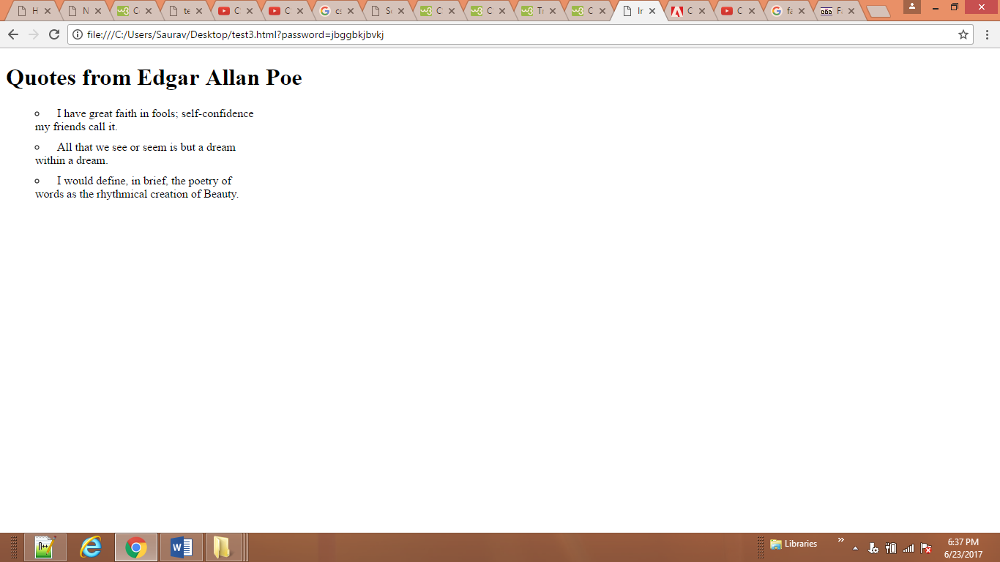 H N C te C C cs Se C C Tr C In C C fa Fa
file:///C:/Users/Saurav/Desktop/test3.html?password=jbggbkjbvkj
Quotes from Edgar Allan Poe
I have great faith in fools; self-confidence
my friends call it.
All that we see or seem is but a dream
within a dream.
I would define, in brief, the poetry of
words as the rhythmical creation of Beauty.
Libraries
6:37 PM
6/23/2017